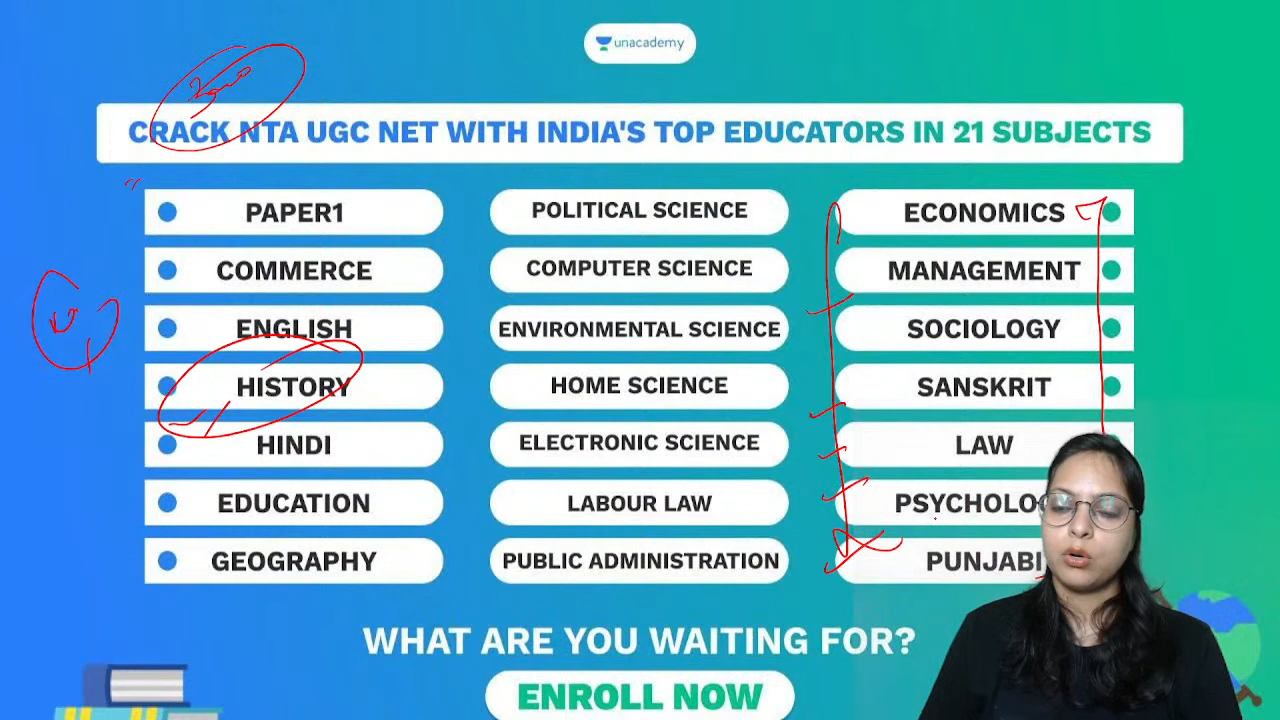 unacademy
CRACK NTA UGC NET WITH INDIA'S TOP EDUCATORS IN 21 SUBJECTS
PAPER1
COMMERCE
ENGLISH
HISTORY
HINDI
EDUCATION
GEOGRAPHY
POLITICAL SCIENCE
COMPUTER SCIENCE
ENVIRONMENTAL SCIENCE
HOME SCIENCE
ELECTRONIC SCIENCE
LABOUR LAW
PUBLIC ADMINISTRATION
ECONOMICS
MANAGEMENT
SOCIOLOGY
SANSKRIT
LAW
PSYCHOLO
PUNJABI
WHAT ARE YOU WAITING FOR?
ENROLL NOW